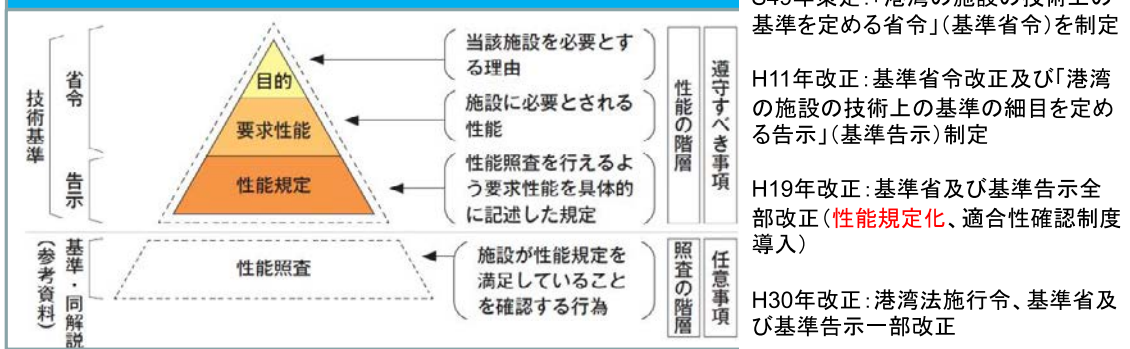 技術基準
省令
告示
基準・同解説
(参考資料)
目的
要求性能
性能規定
性能照査
当該施設を必要とす
る理由
施設に必要とされる
性能
性能照査を行えるよ
う要求性能を具体的
に記述した規定
施設が性能規定を
満足していること
を確認する行為
性能の階層
遵守すべき事項
照査の階層
任意事項
基準を定める省令」(基準省令)を制定
H11年改正:基準省令改正及び「港湾
の施設の技術上の基準の細目を定め
る告示」(基準告示)制定
H19年改正:基準省及び基準告示全
部改正(性能規定化、適合性確認制度
導入)
H30年改正:港湾法施行令、基準省及
び基準告示一部改正